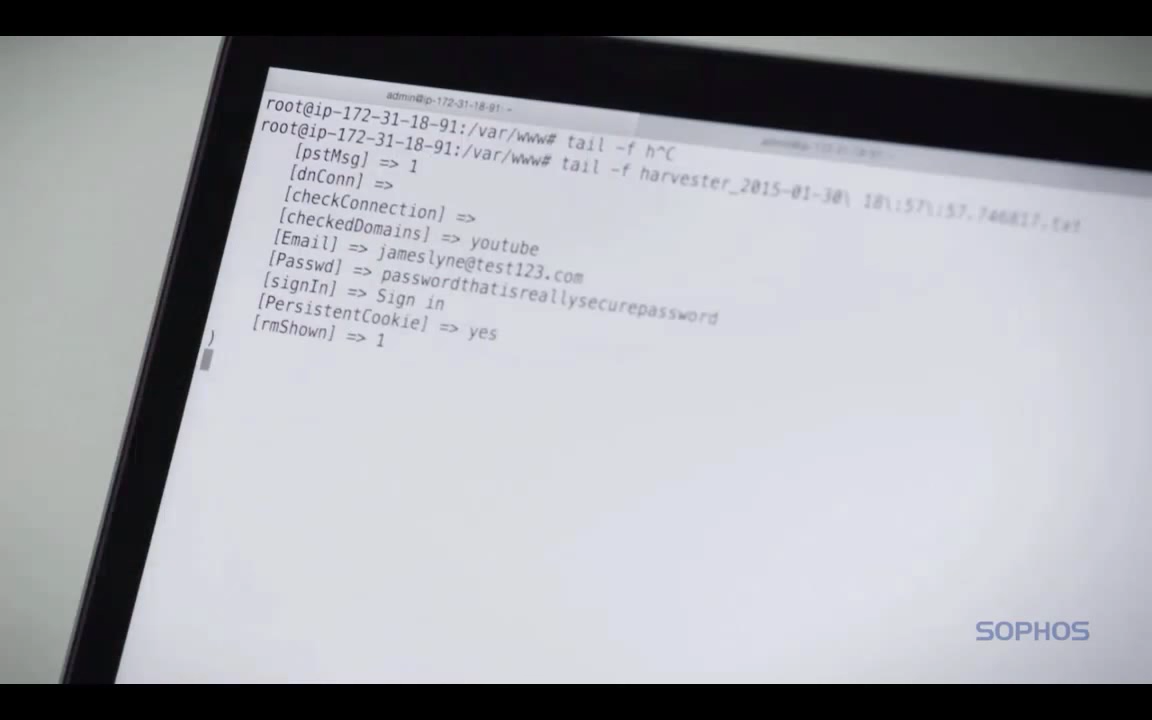 admin@ip-172-31-18-91: ~
root@ip-172-31-18-91:/var/www# tail -f h^C
root@ip-172-31-18-91:/var/www# tail -f harvester_2015-01-30\ 18\:57\:57.746817.txt
[pstMsg] => 1
[dnConn] =>
[checkConnection] =>
[checkedDomains] => youtube
[Email] => jameslyne@test123.com
[Passwd] => passwordthatisreallysecurepassword
[signIn] => Sign in
[PersistentCookie] => yes
[rmShown] => 1
)
SOPHOS